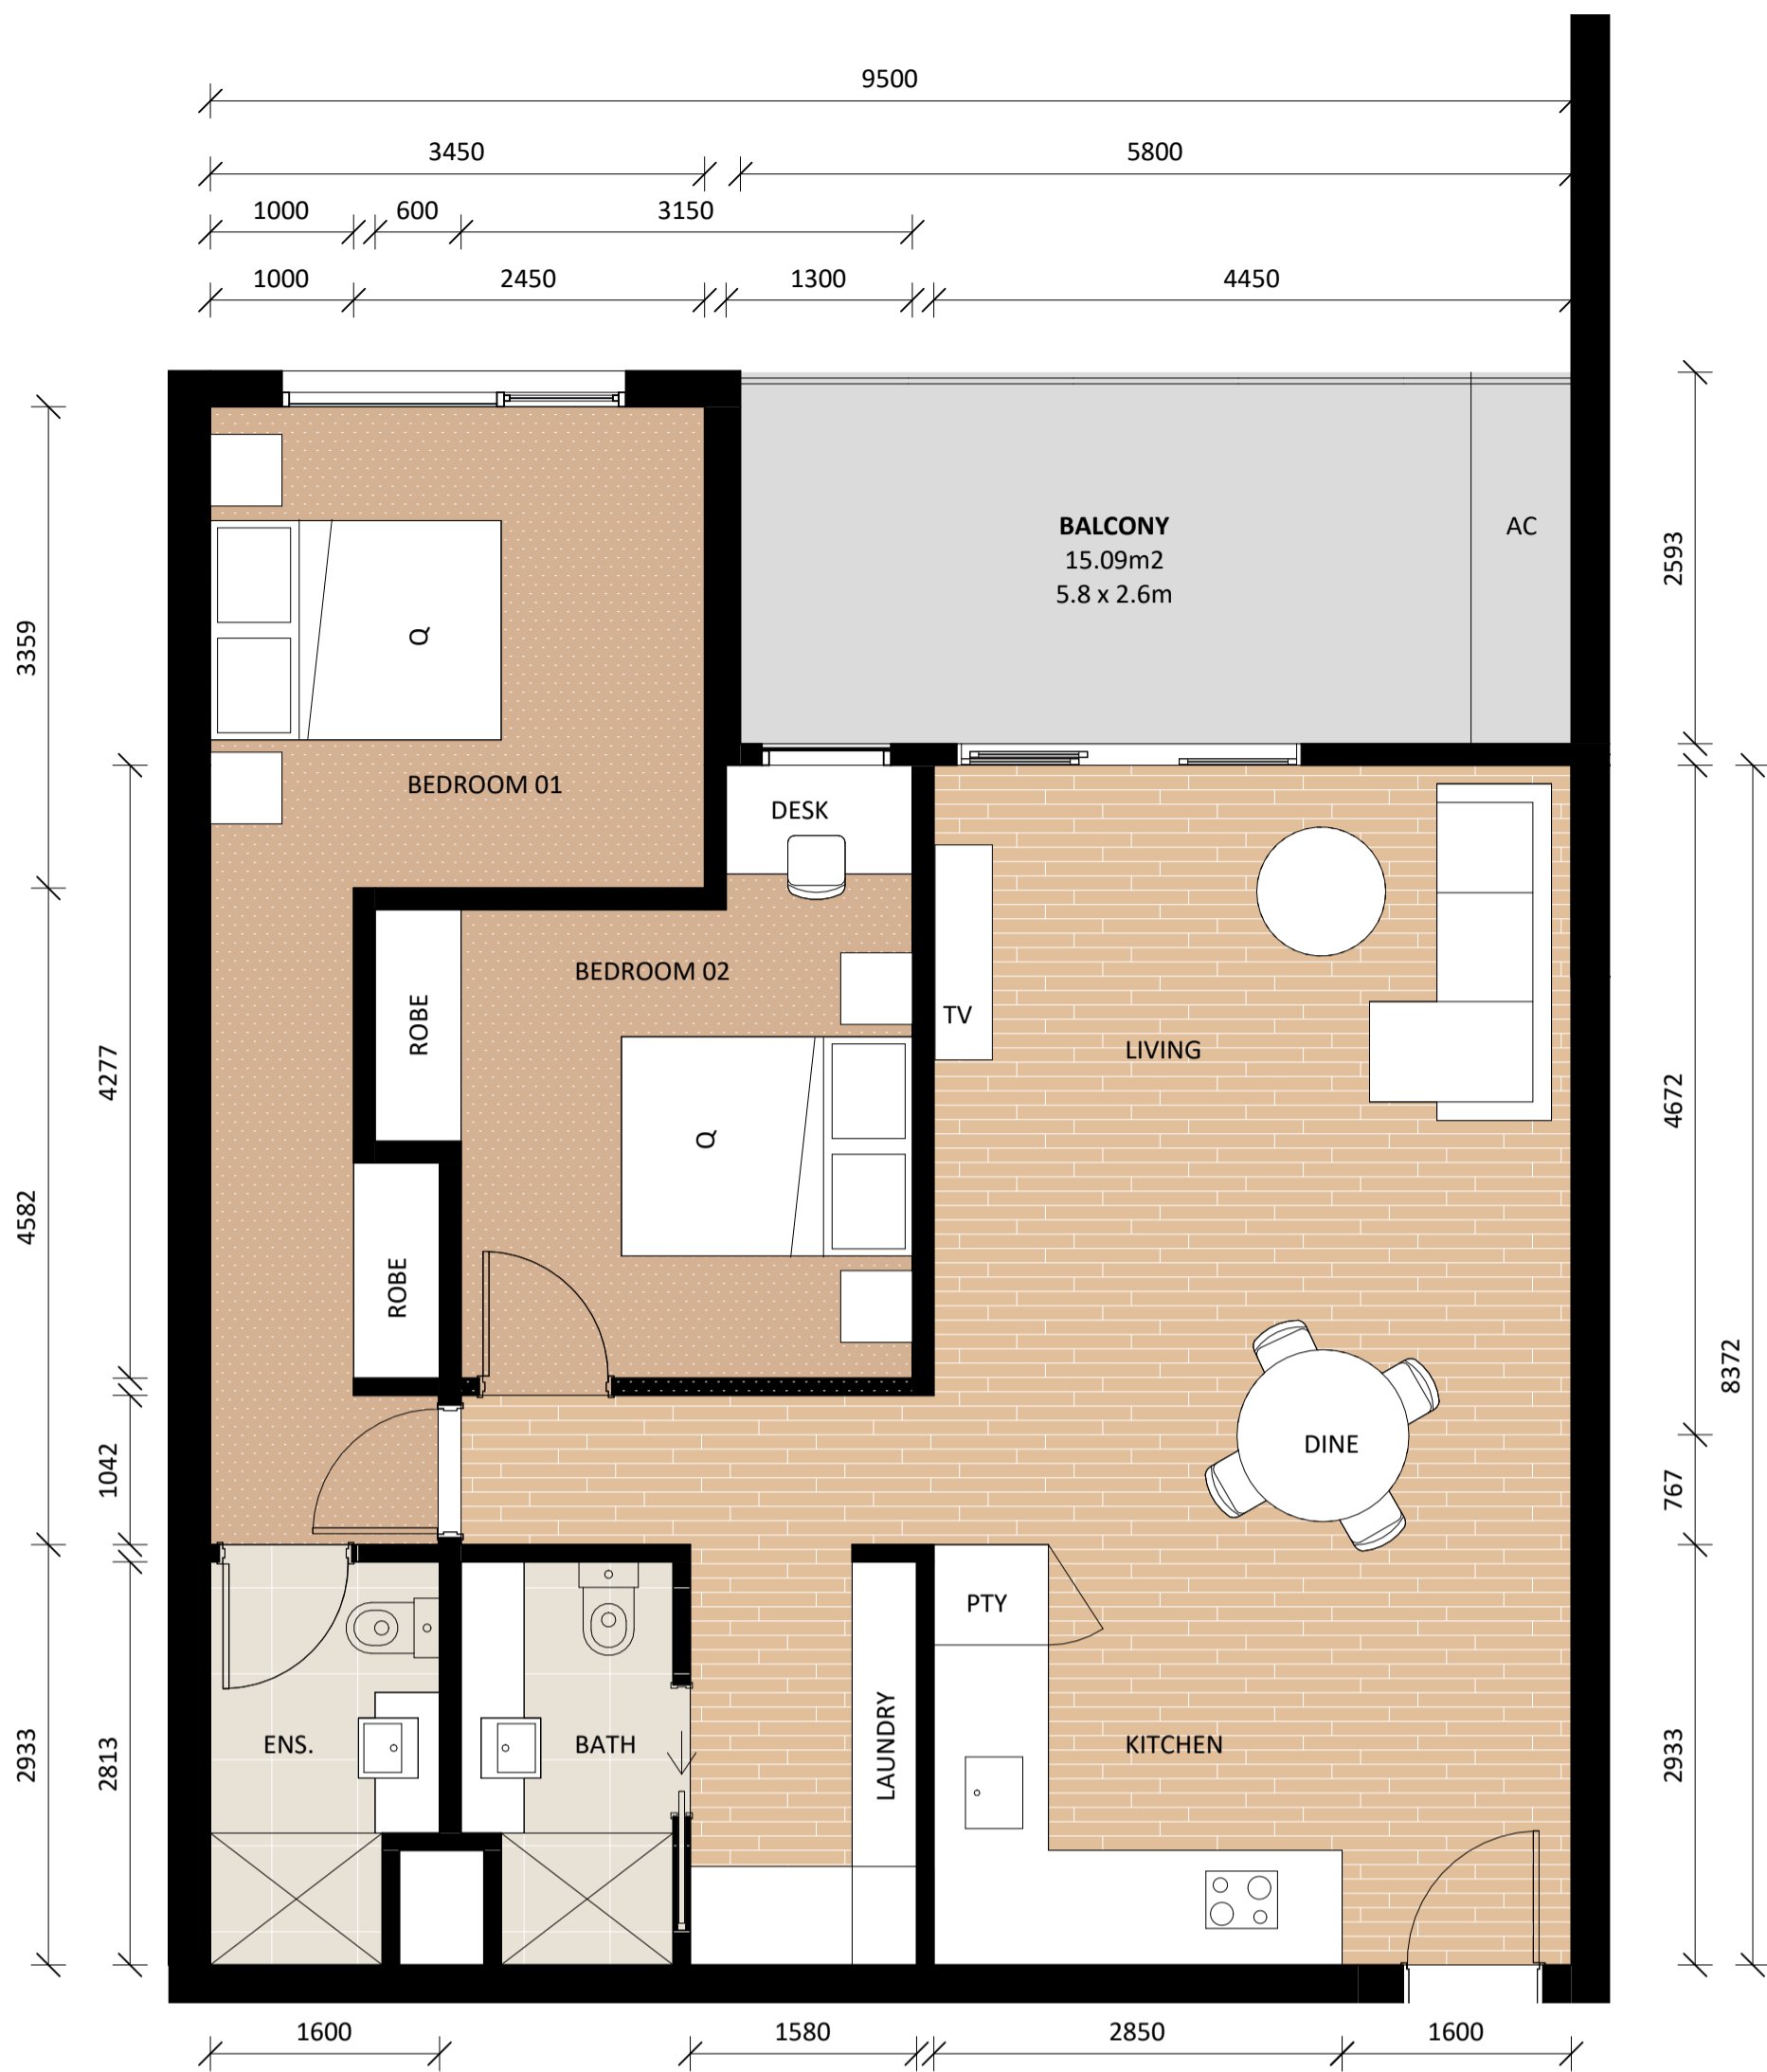 9500
3450
5800
1000
600
3150
1000
2450
1300
4450
BALCONY
15.09m2
5.8 x 2.6m
AC
2593
3359
Q
BEDROOM 01
DESK
BEDROOM 02
ROBE
TV
LIVING
4277
4672
Q
4582
ROBE
8372
DINE
1042
767
PTY
ENS.
BATH
LAUNDRY
KITCHEN
2933
2813
2933
1600
1580
2850
1600